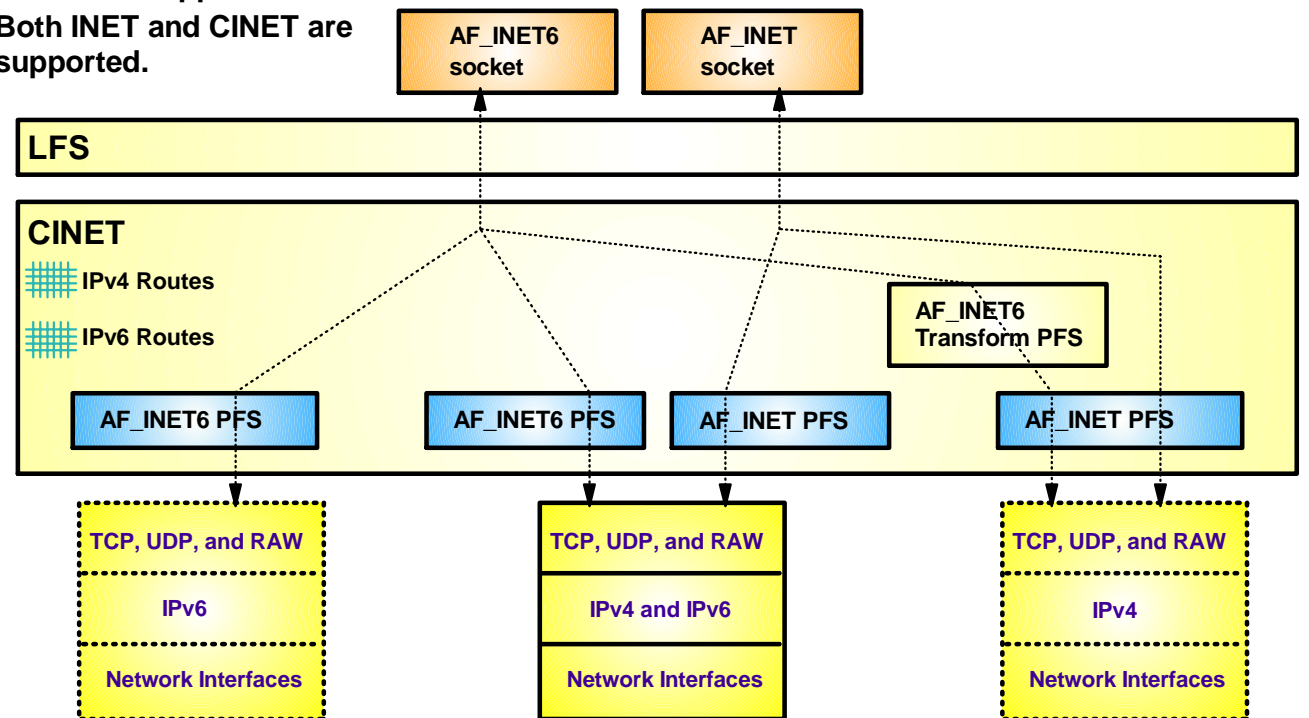 Both INET and CINET are
supported.
AF_INET6
socket
AF_INET
socket
LFS
CINET
IPv4 Routes
IPv6 Routes
AF_INET6
Transform PFS
AF_INET6 PFS
AF_INET6 PFS
AF_INET PFS
AF_INET PFS
TCP, UDP, and RAW
IPv6
Network Interfaces
TCP, UDP, and RAW
IPv4 and IPv6
Network Interfaces
TCP, UDP, and RAW
IPv4
Network Interfaces